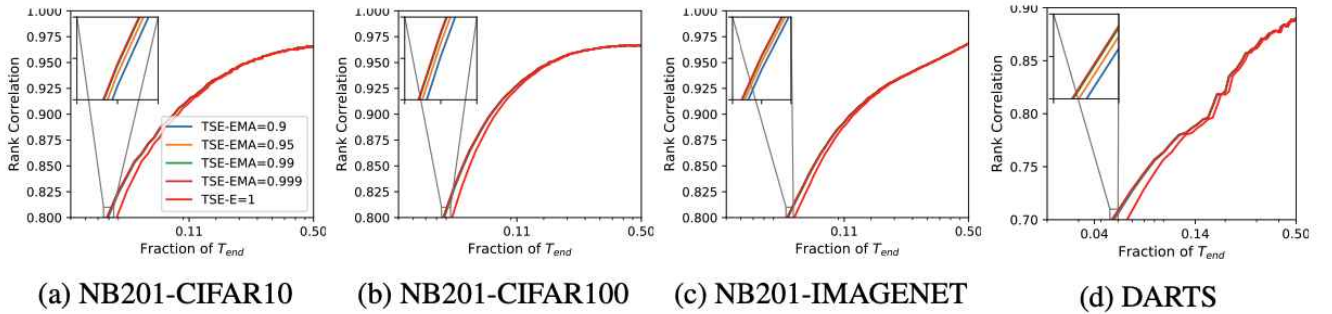 1.000
0.975
0.950
0.925
0.900
0.875
0.850
0.825
0.800
Rank Correlation
TSE-EMA=0.9
TSE-EMA=0.95
TSE-EMA=0.99
TSE-EMA=0.999
TSE-E=1
0.11
0.50
Fraction of T_end
(a) NB201-CIFAR10
1.000
0.975
0.950
0.925
0.900
0.875
0.850
0.825
0.800
Rank Correlation
0.11
0.50
Fraction of T_end
(b) NB201-CIFAR100
1.000
0.975
0.950
0.925
0.900
0.875
0.850
0.825
0.800
Rank Correlation
0.11
0.50
Fraction of T_end
(c) NB201-IMAGENET
0.90
0.85
0.80
0.75
0.70
Rank Correlation
0.04
0.14
0.50
Fraction of T_end
(d) DARTS